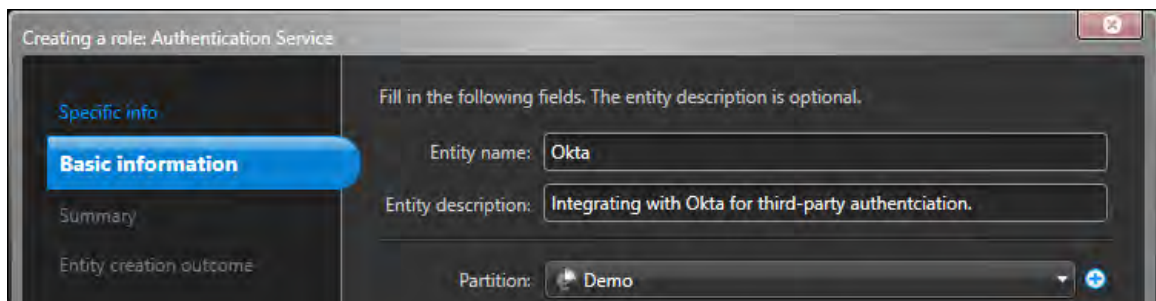 Creating a role: Authentication Service
Specific info
Basic information
Summary
Entity creation outcome
Fill in the following fields. The entity description is optional.
Entity name: Okta
Entity description: Integrating with Okta for third-party authentciation.
Partition: Demo